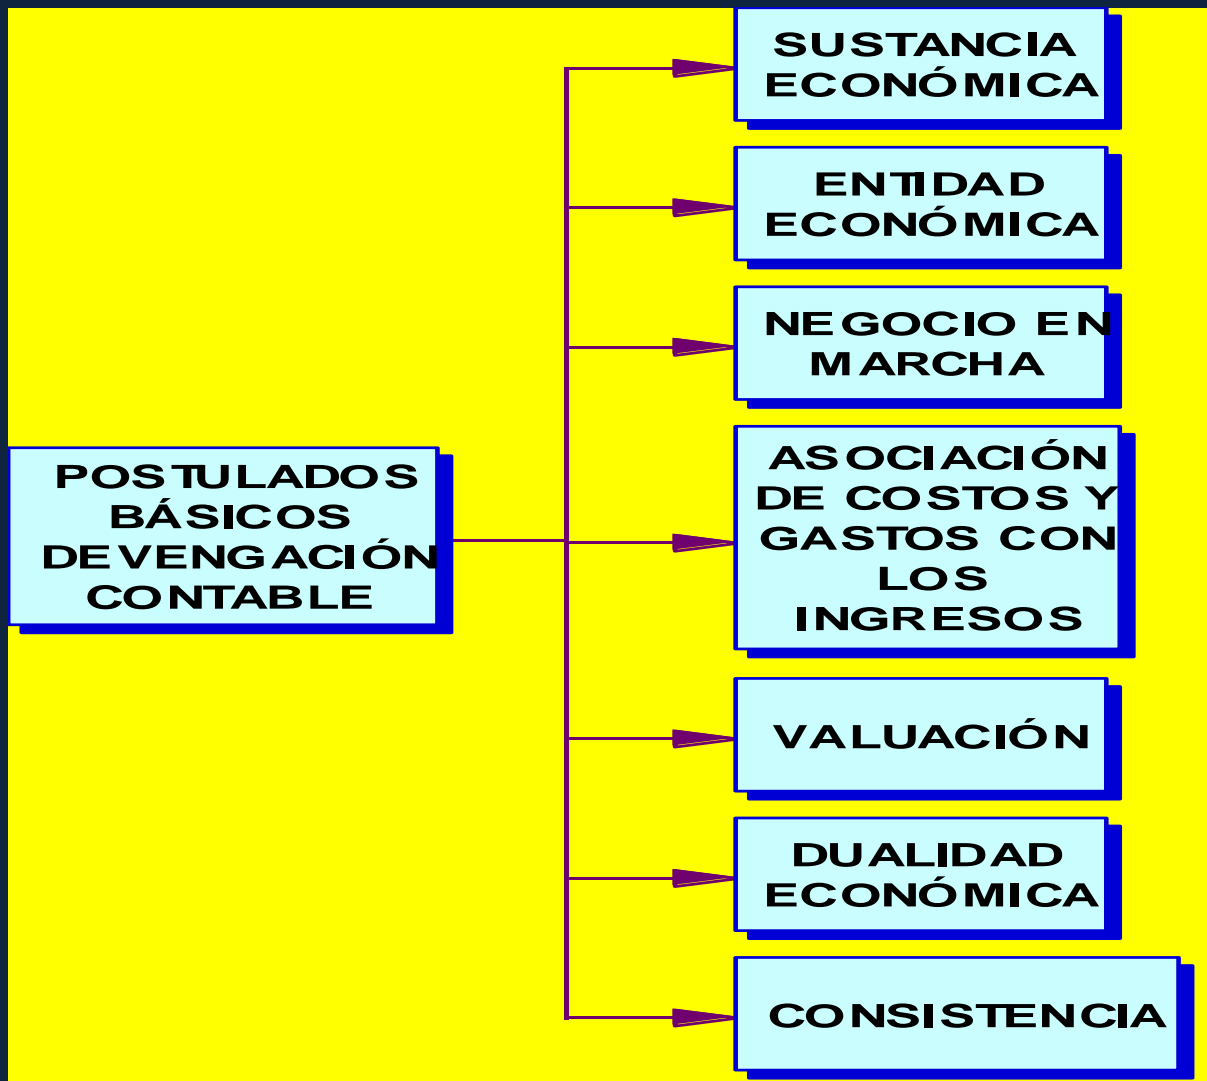 SUSTANCIA
ECONÓMICA
ENTIDAD
ECONÓMICA
NEGOCIO EN
MARCHA
POSTULADOS
BÁSICOS
DEVENGACIÓN
CONTABLE
ASOCIACIÓN
DE COSTOS Y
GASTOS CON
LOS
INGRESOS
VALUACIÓN
DUALIDAD
ECONÓMICA
CONSISTENCIA